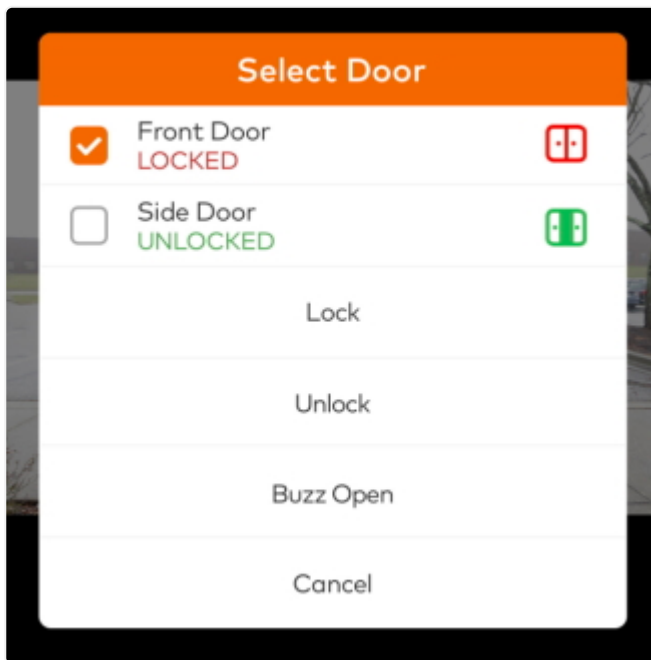 Select Door
Front Door
LOCKED
Side Door
UNLOCKED
Lock
Unlock
Buzz Open
Cancel